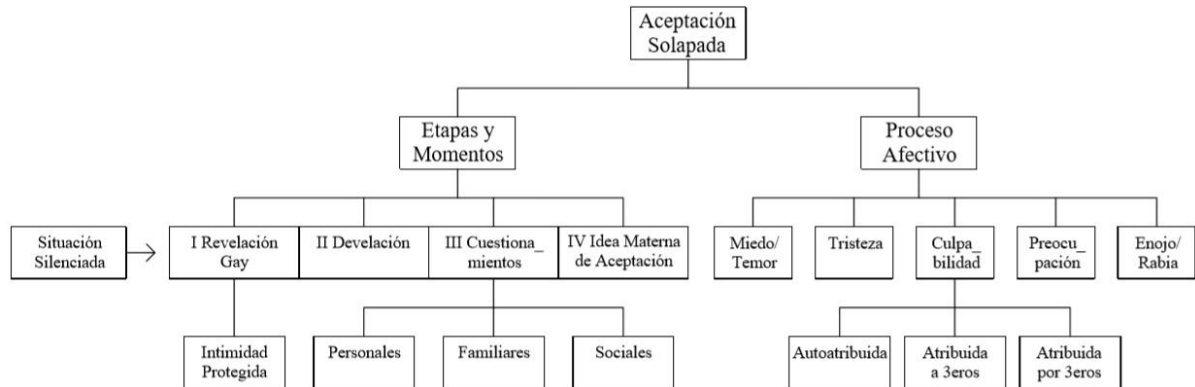 Aceptación
Solapada
Etapas y
Momentos
Proceso
Afectivo
Situación
Silenciada
I Revelación
Gay
II Develación
III Cuestiona_
mientos
IV Idea Materna
de Aceptación
Miedo/
Temor
Tristeza
Culpa_
bilidad
Preocu_
pación
Enojo/
Rabia
Intimidad
Protegida
Personales
Familiares
Sociales
Autoatribuida
Atribuida
a 3eros
Atribuida
por 3eros